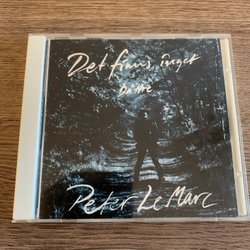 Det finns inget
bättre
Peter LeMarc